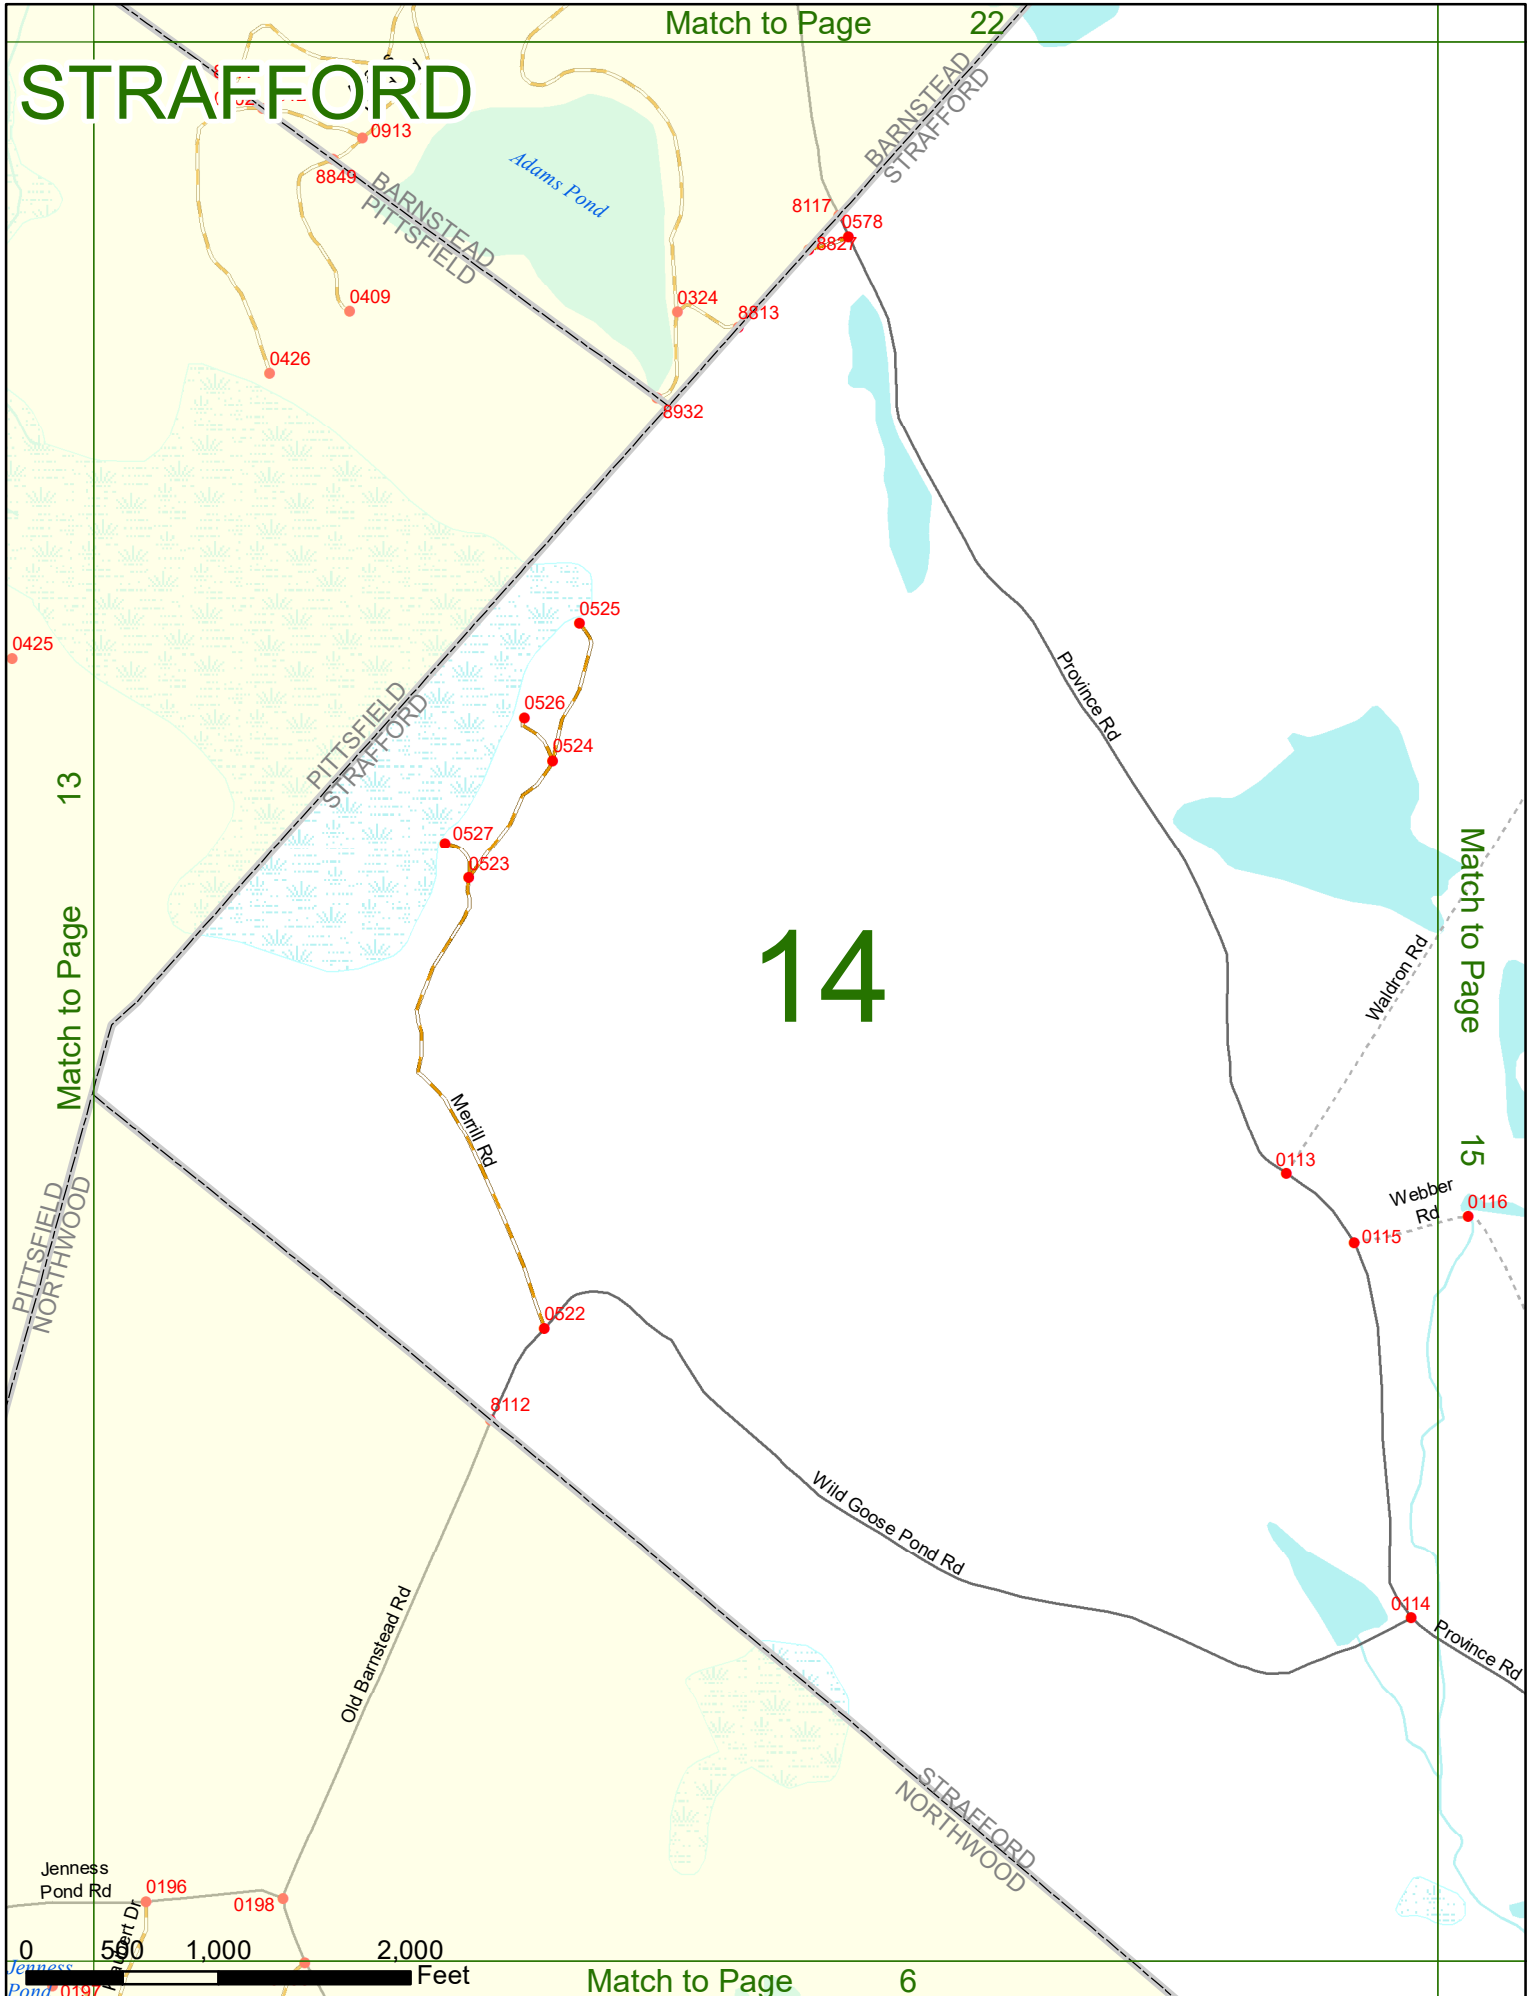 Match to Page 22
STRAFFORD
0913
8849
BARNSTEAD
PITTSFIELD
Adams Pond
BARNSTEAD
STRAFFORD
8117
0578
8827
0409
0324
8813
0426
8932
0525
0425
0526
0524
PITTSFIELD
STRAFFORD
Province Rd
13
Match to Page
0527
0523
14
Match to Page
15
Waldron Rd
Merrill Rd
0113
Webber
Rd
0116
0115
PITTSFIELD
NORTHWOOD
0522
8112
Wild Goose Pond Rd
Old Barnstead Rd
0114
Province Rd
STRAFFORD
NORTHWOOD
Jenness
Pond Rd
0196
0198
0 500 1,000 2,000
Feet
Jenness
Pond
0197
Match to Page 6